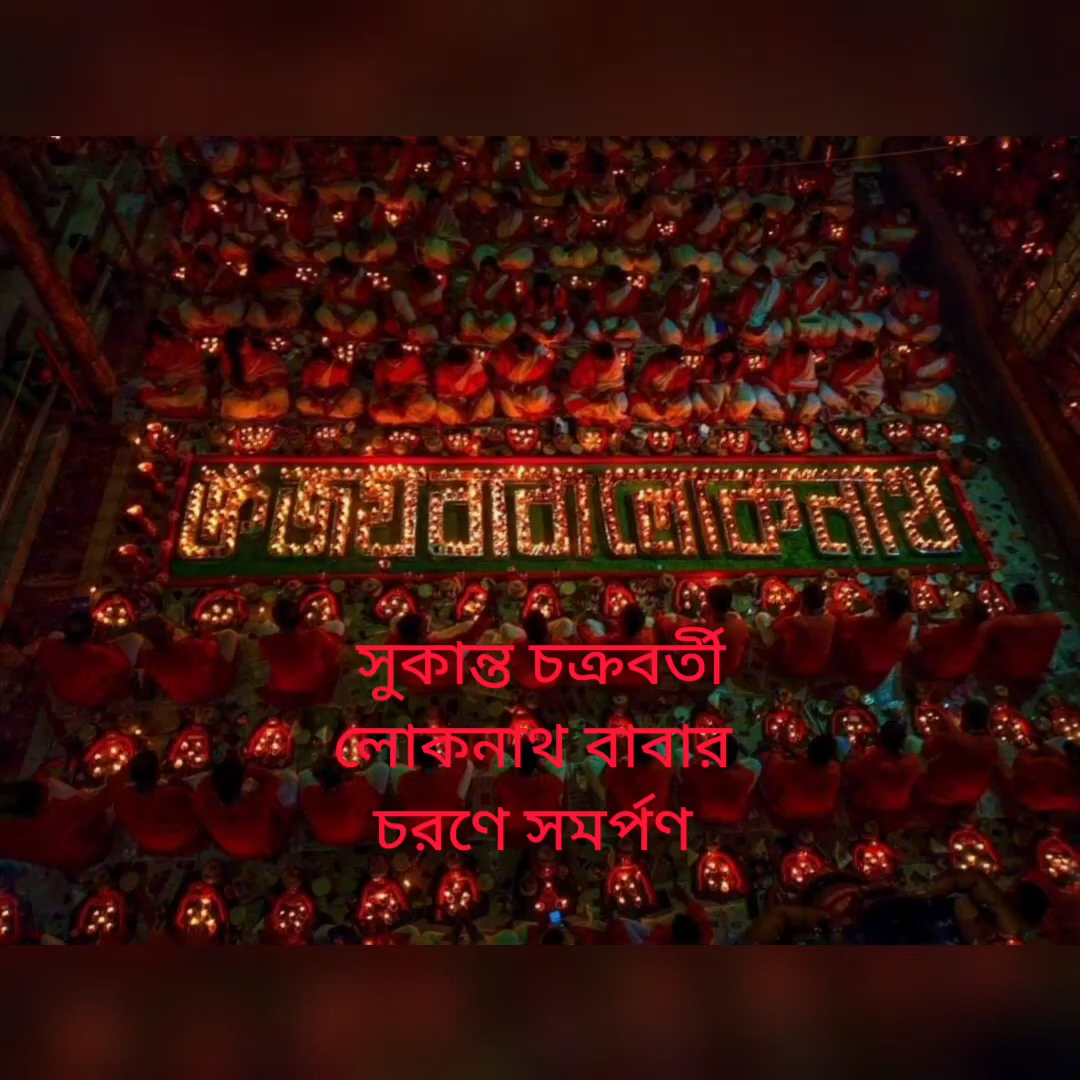 ওঁ জয় বাবা লোকনাথ
সুকান্ত চক্রবর্তী
লোকনাথ বাবার
চরণে সমর্পণ